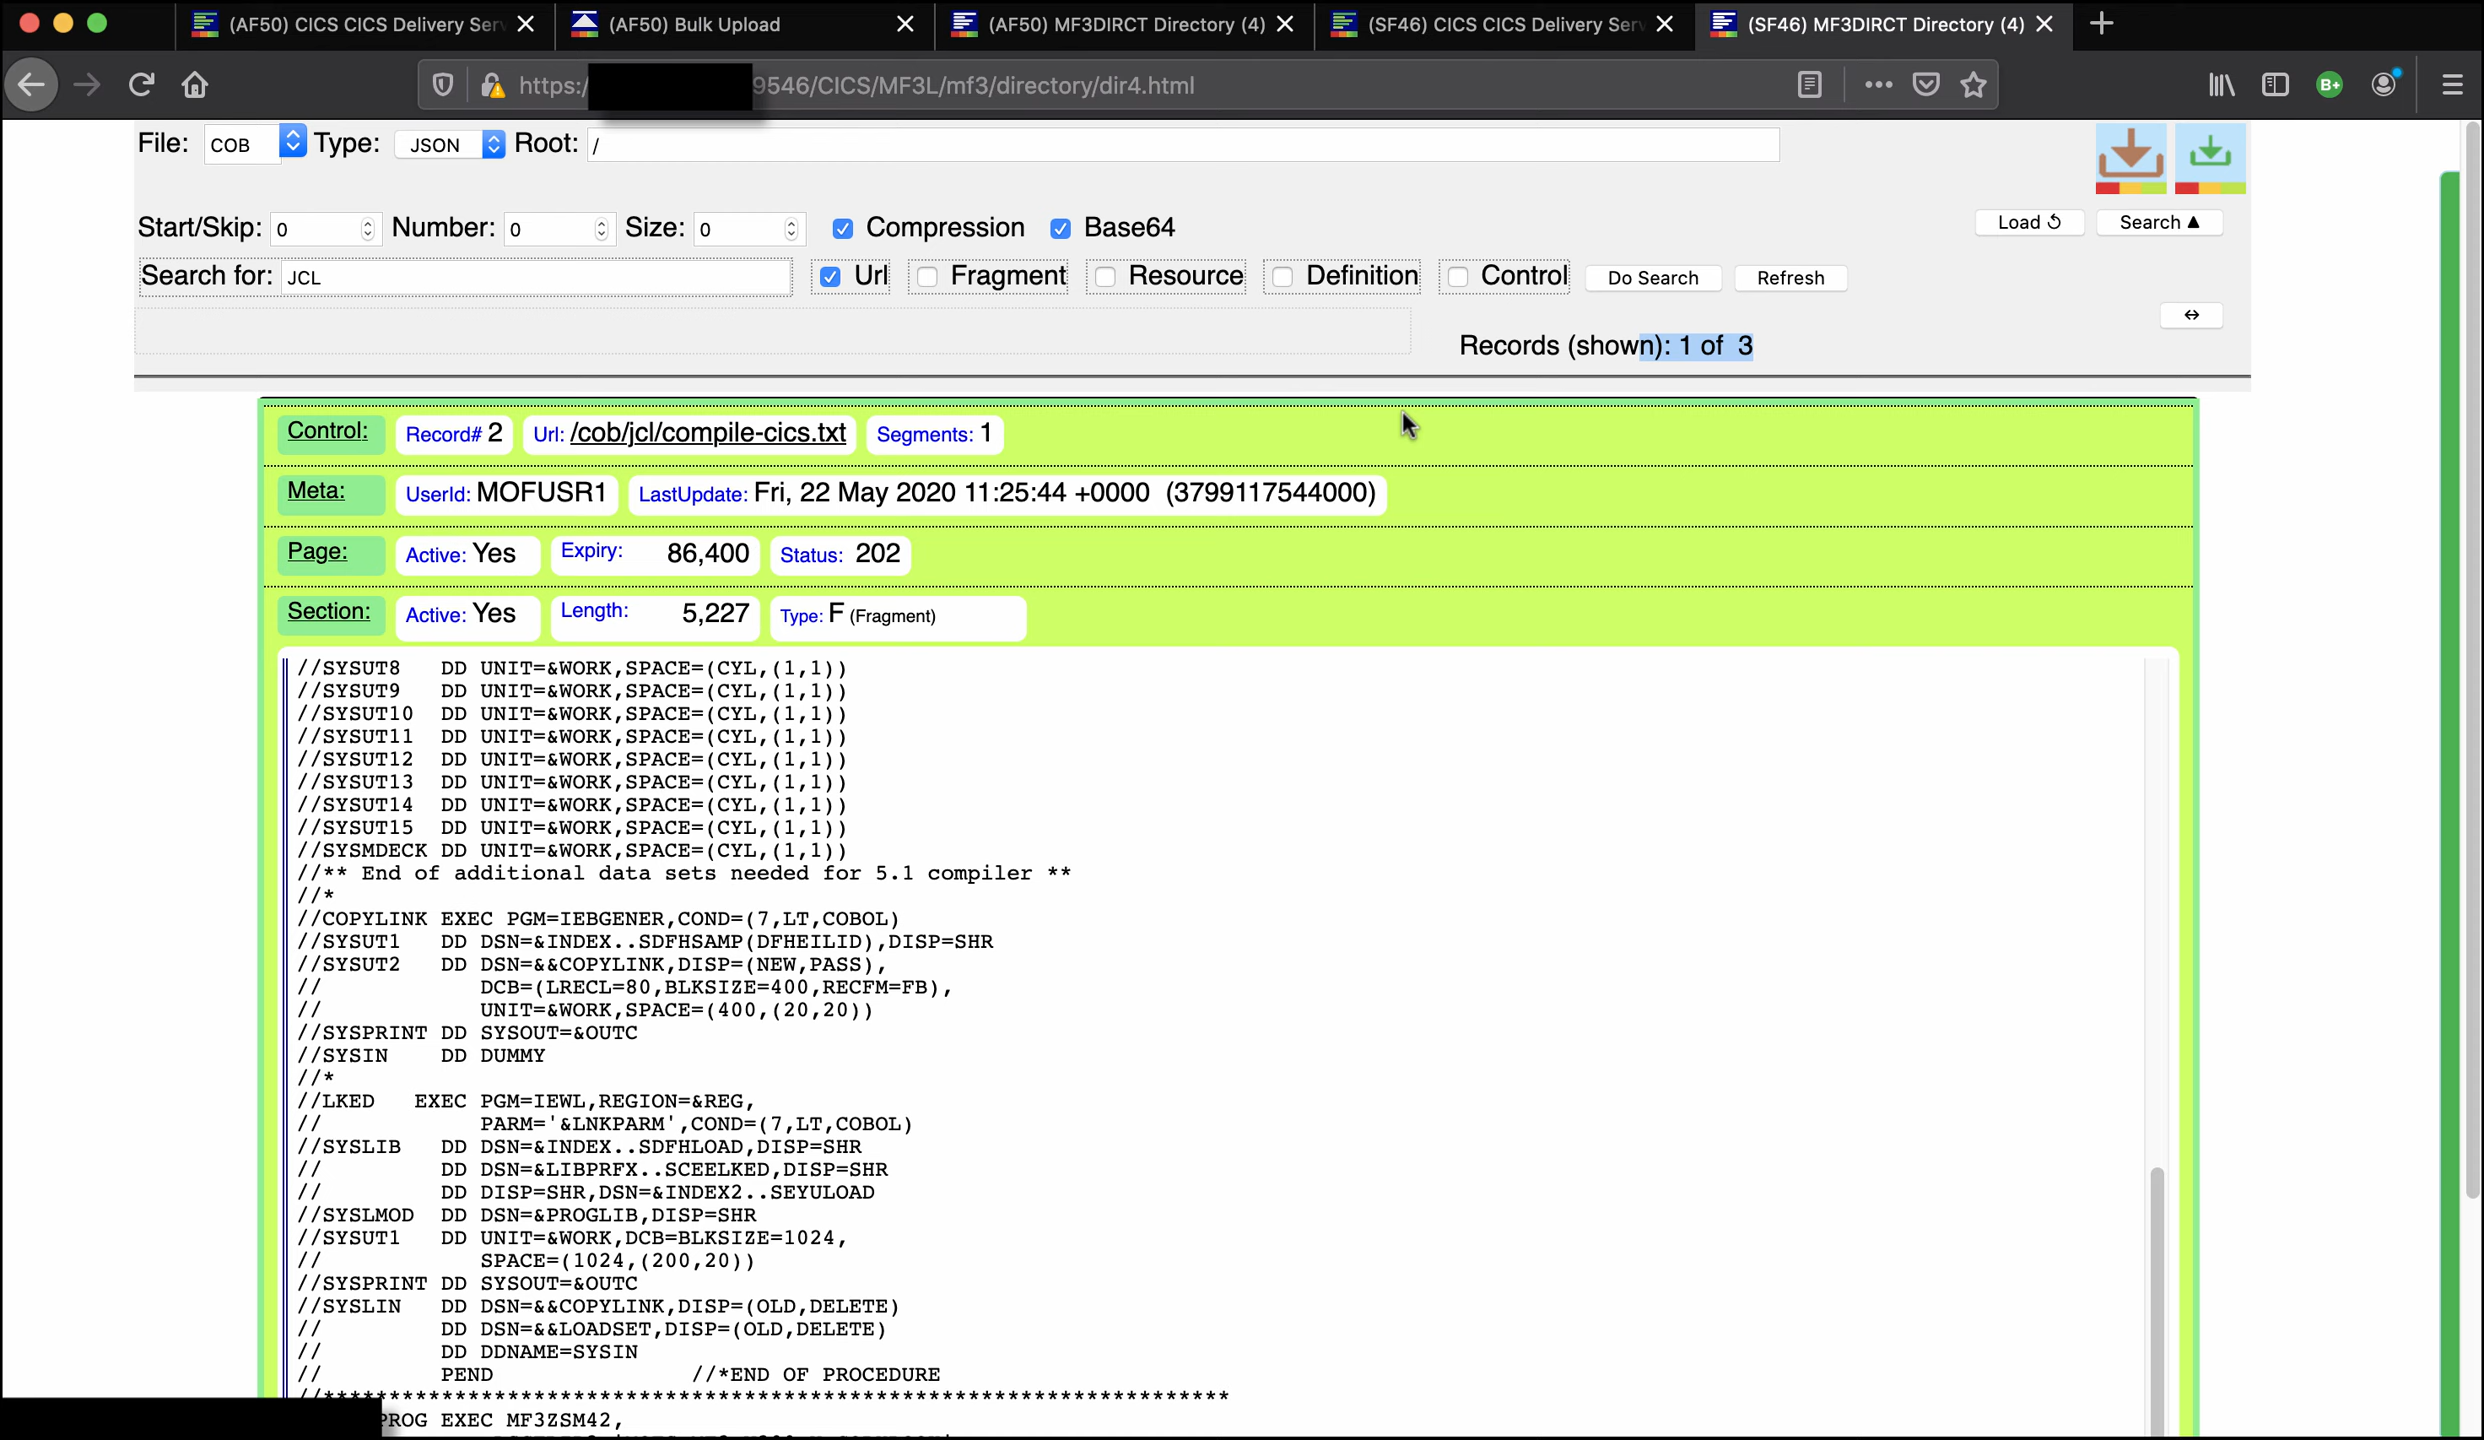 (AF50) CICS CICS Delivery Ser
(AF50) Bulk Upload
(AF50) MF3DIRCT Directory (4)
(SF46) CICS CICS Delivery Ser
(SF46) MF3DIRCT Directory (4)
https:/ 9546/CICS/MF3L/mf3/directory/dir4.html
B+
File: COB Type: JSON Root: /
Start/Skip: 0 Number: 0 Size: 0 Compression Base64 Load ↺ Search ▲
Search for: JCL Url Fragment Resource Definition Control Do Search Refresh
↔
Records (shown): 1 of 3
Control: Record# 2 Url: /cob/jcl/compile-cics.txt Segments: 1
Meta: UserId: MOFUSR1 LastUpdate: Fri, 22 May 2020 11:25:44 +0000 (3799117544000)
Page: Active: Yes Expiry: 86,400 Status: 202
Section: Active: Yes Length: 5,227 Type: F (Fragment)
//SYSUT8   DD UNIT=&WORK,SPACE=(CYL,(1,1))
//SYSUT9   DD UNIT=&WORK,SPACE=(CYL,(1,1))
//SYSUT10  DD UNIT=&WORK,SPACE=(CYL,(1,1))
//SYSUT11  DD UNIT=&WORK,SPACE=(CYL,(1,1))
//SYSUT12  DD UNIT=&WORK,SPACE=(CYL,(1,1))
//SYSUT13  DD UNIT=&WORK,SPACE=(CYL,(1,1))
//SYSUT14  DD UNIT=&WORK,SPACE=(CYL,(1,1))
//SYSUT15  DD UNIT=&WORK,SPACE=(CYL,(1,1))
//SYSMDECK DD UNIT=&WORK,SPACE=(CYL,(1,1))
//** End of additional data sets needed for 5.1 compiler **
//*
//COPYLINK EXEC PGM=IEBGENER,COND=(7,LT,COBOL)
//SYSUT1   DD DSN=&INDEX..SDFHSAMP(DFHEILID),DISP=SHR
//SYSUT2   DD DSN=&&COPYLINK,DISP=(NEW,PASS),
//            DCB=(LRECL=80,BLKSIZE=400,RECFM=FB),
//            UNIT=&WORK,SPACE=(400,(20,20))
//SYSPRINT DD SYSOUT=&OUTC
//SYSIN    DD DUMMY
//*
//LKED   EXEC PGM=IEWL,REGION=&REG,
//            PARM='&LNKPARM',COND=(7,LT,COBOL)
//SYSLIB   DD DSN=&INDEX..SDFHLOAD,DISP=SHR
//         DD DSN=&LIBPRFX..SCEELKED,DISP=SHR
//         DD DISP=SHR,DSN=&INDEX2..SEYULOAD
//SYSLMOD  DD DSN=&PROGLIB,DISP=SHR
//SYSUT1   DD UNIT=&WORK,DCB=BLKSIZE=1024,
//            SPACE=(1024,(200,20))
//SYSPRINT DD SYSOUT=&OUTC
//SYSLIN   DD DSN=&&COPYLINK,DISP=(OLD,DELETE)
//         DD DSN=&&LOADSET,DISP=(OLD,DELETE)
//         DD DDNAME=SYSIN
//         PEND               //*END OF PROCEDURE
//*********************************************************************
PROG EXEC MF3ZSM42,